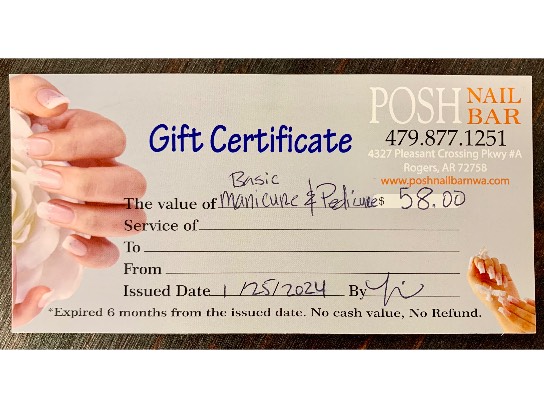 POSH NAIL BAR
479.877.1251
4327 Pleasant Crossing Pkwy #A
Rogers, AR 72758
www.poshnailbarnwa.com
Gift Certificate
Basic
The value of Manicure & Pedicure $ 58.00
Service of
To
From
Issued Date 1/25/2024 By
*Expired 6 months from the issued date. No cash value, No Refund.